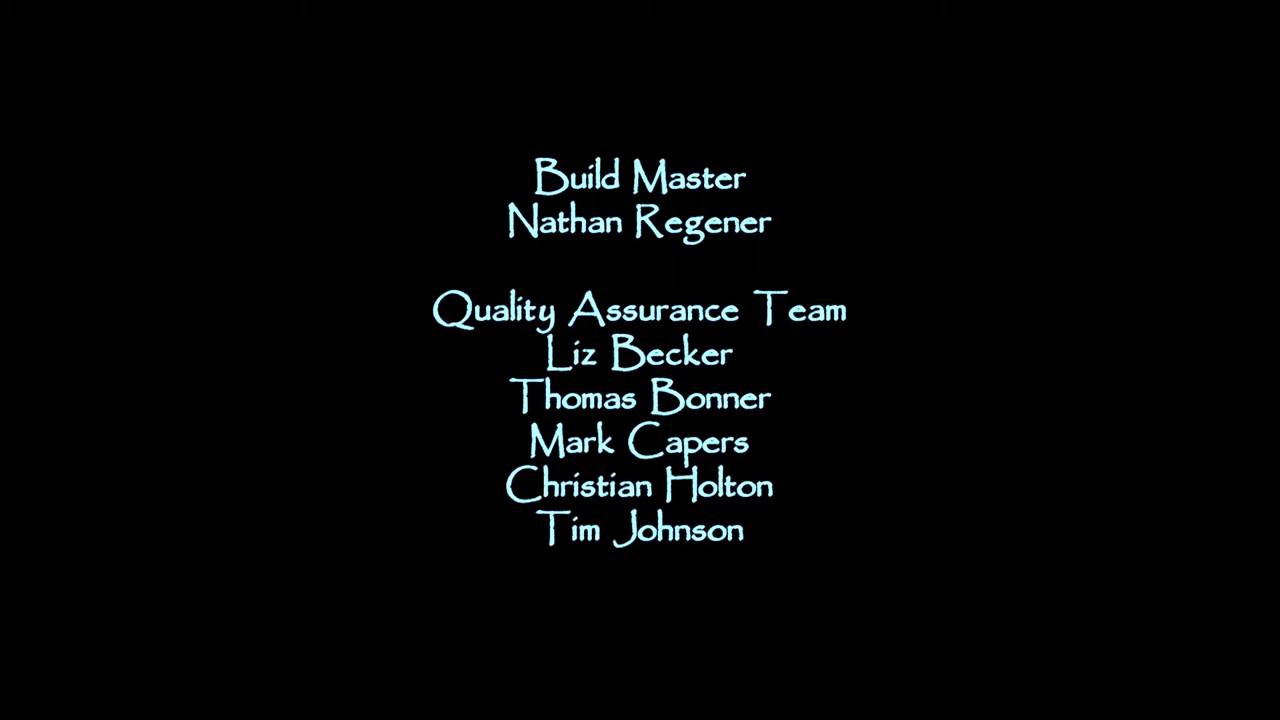 Build Master
Nathan Regener
Quality Assurance Team
Liz Becker
Thomas Bonner
Mark Capers
Christian Holton
Tim Johnson